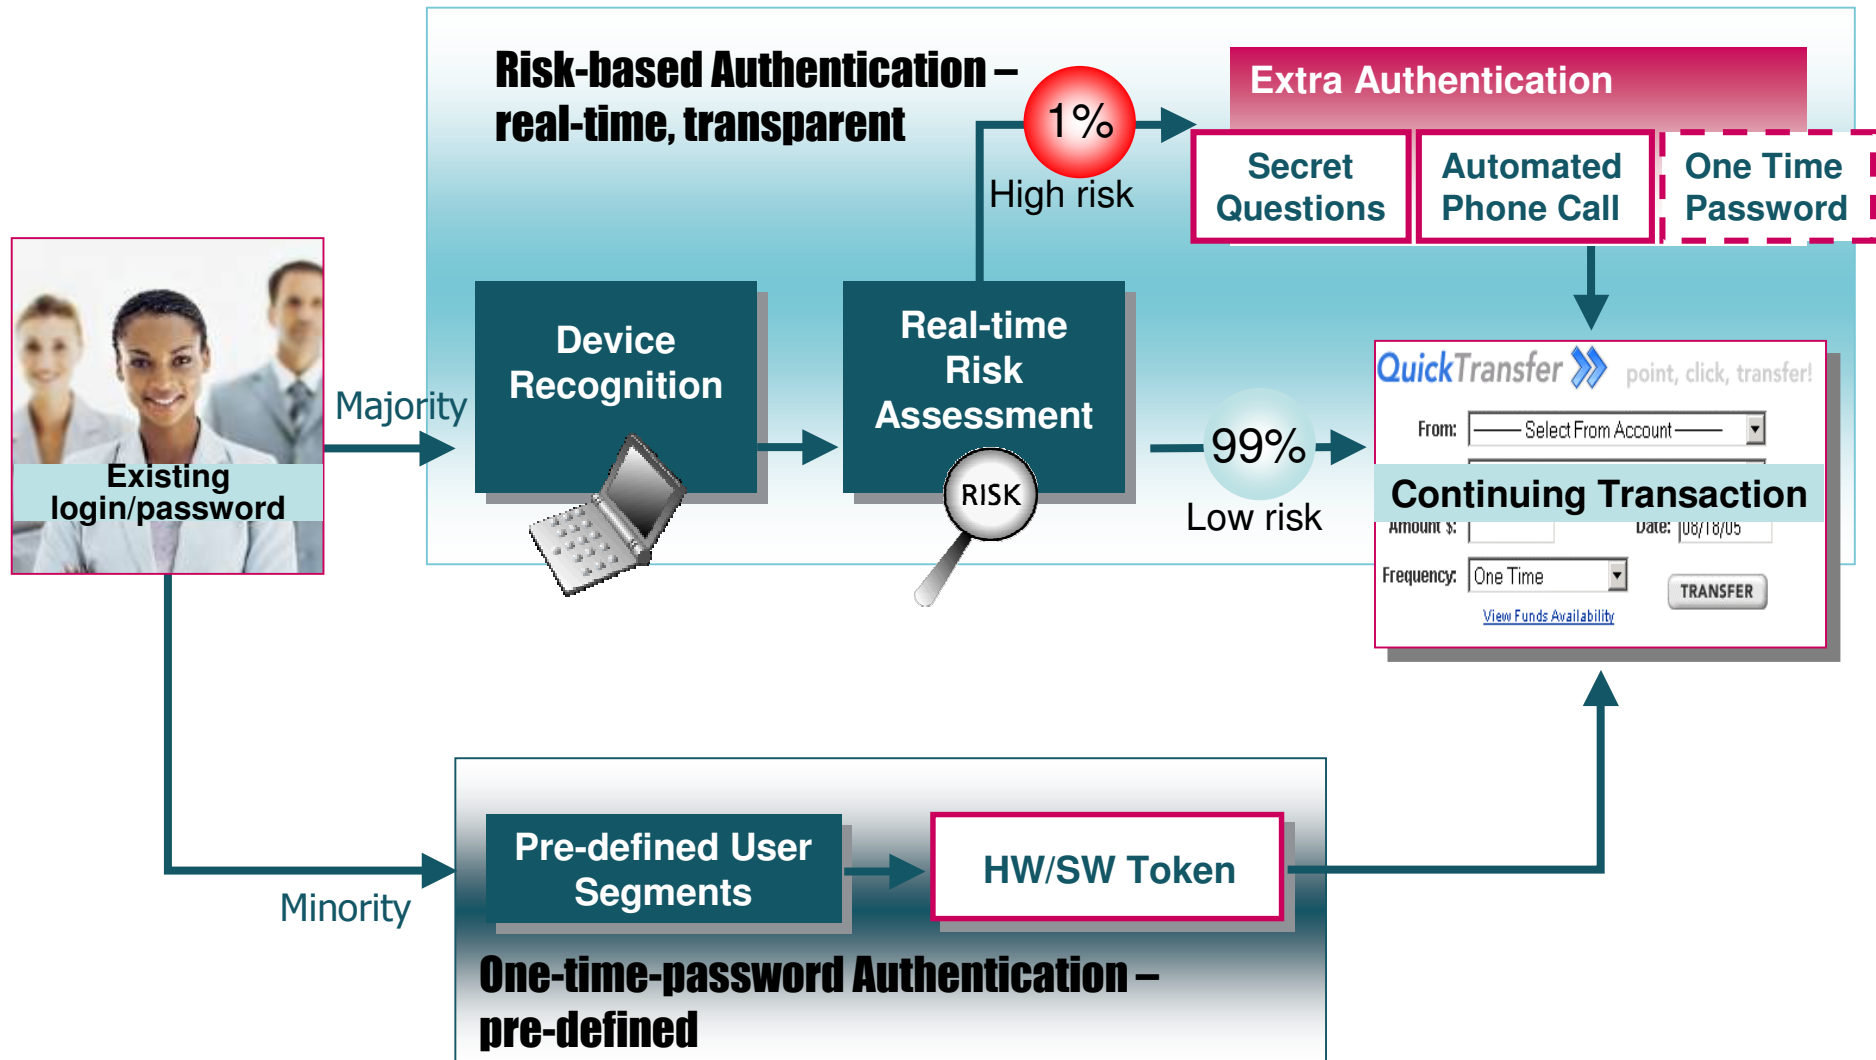 Risk-based Authentication –
real-time, transparent
1%
High risk
Extra Authentication
Secret
Questions
Automated
Phone Call
One Time
Password
Existing
login/password
Majority
Device
Recognition
Real-time
Risk
Assessment
RISK
99%
Low risk
QuickTransfer
point, click, transfer!
From:
Select From Account
Continuing Transaction
Amount $:
Date: 08/18/05
Frequency: One Time
TRANSFER
View Funds Availability
Minority
Pre-defined User
Segments
HW/SW Token
One-time-password Authentication –
pre-defined